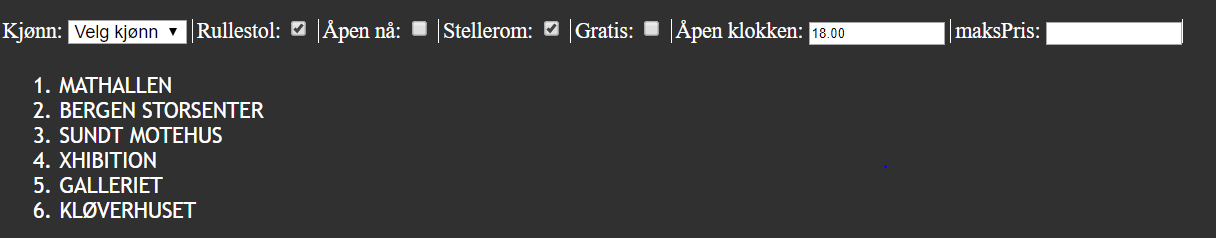 Kjønn: Velg kjønn Rullestol: Åpen nå: Stellerom: Gratis: Åpen klokken: 18.00 maksPris:
1. MATHALLEN
2. BERGEN STORSENTER
3. SUNDT MOTEHUS
4. XHIBITION
5. GALLERIET
6. KLØVERHUSET